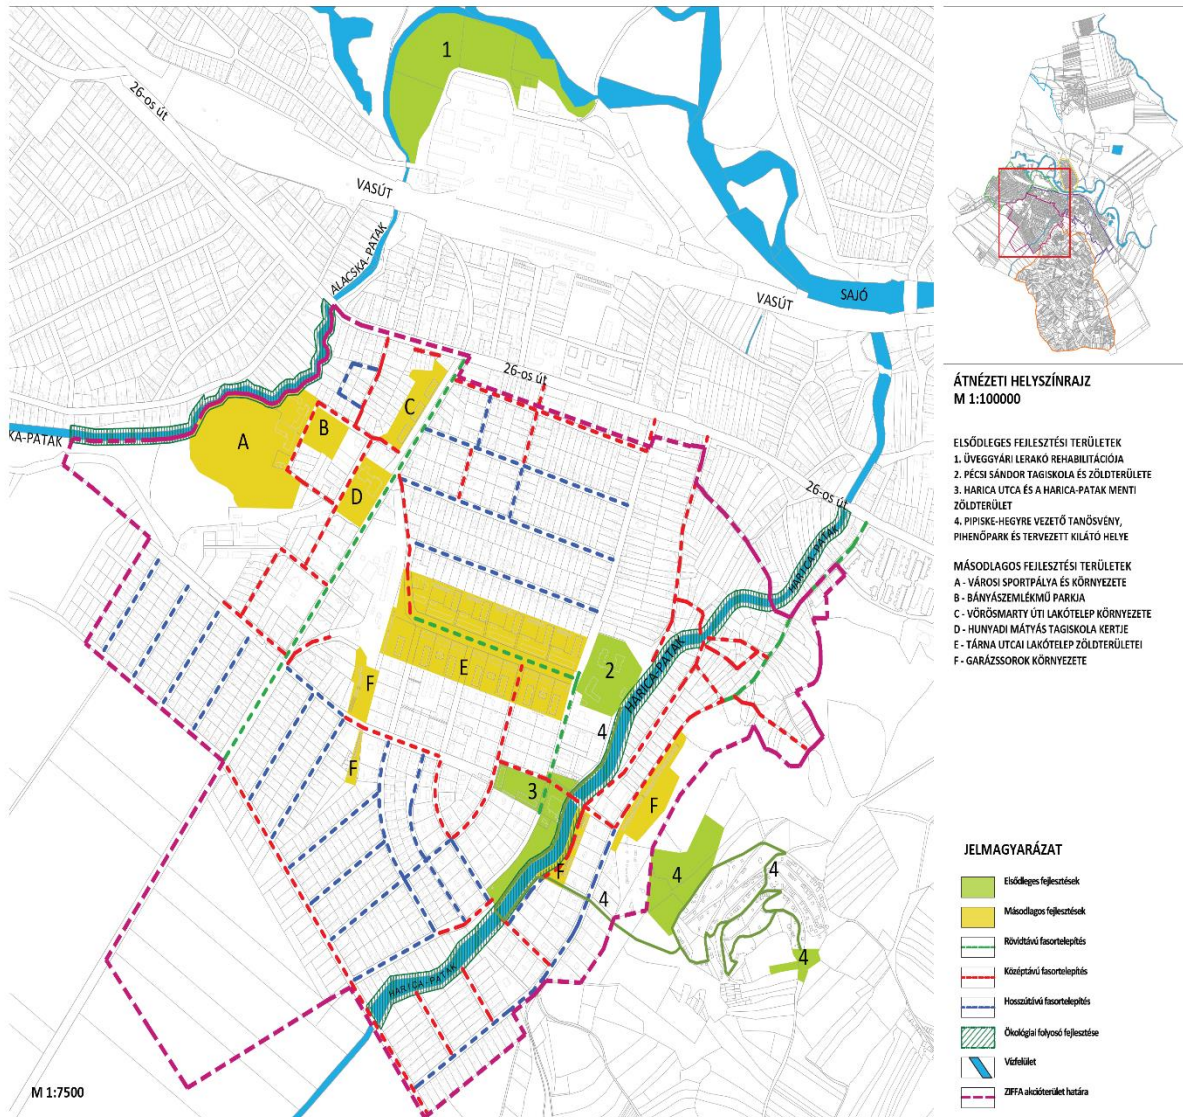 1
26-os út
VASÚT
ALACSKA-PATAK
VASÚT
SAJÓ
26-os út
C
B
A
KA-PATAK
D
26-os út
HARICA-PATAK
E
2
F
HARICA-PATAK
4
F
3
F
F
4
4
4
4
HARICA-PATAK
M 1:7500
ÁTNÉZETI HELYSZÍNRAJZ
M 1:100000
ELSŐDLEGES FEJLESZTÉSI TERÜLETEK
1. ÜVEGGYÁRI LERAKÓ REHABILITÁCIÓJA
2. PÉCSI SÁNDOR TAGISKOLA ÉS ZÖLDTERÜLETE
3. HARICA UTCA ÉS A HARICA-PATAK MENTI
ZÖLDTERÜLET
4. PIPISKE-HEGYRE VEZETŐ TANÖSVÉNY,
PIHENŐPARK ÉS TERVEZETT KILÁTÓ HELYE
MÁSODLAGOS FEJLESZTÉSI TERÜLETEK
A - VÁROSI SPORTPÁLYA ÉS KÖRNYEZETE
B - BÁNYÁSZEMLÉKMŰ PARKJA
C - VÖRÖSMARTY ÚTI LAKÓTELEP KÖRNYEZETE
D - HUNYADI MÁTYÁS TAGISKOLA KERTJE
E - TÁRNA UTCAI LAKÓTELEP ZÖLDTERÜLETEI
F - GARÁZSSOROK KÖRNYEZETE
JELMAGYARÁZAT
Elsődleges fejlesztések
Másodlagos fejlesztések
Rövidtávú fasortelepítés
Középtávú fasortelepítés
Hosszútávú fasortelepítés
Ökológiai folyosó fejlesztése
Vízfelület
ZIFFA akcióterület határa